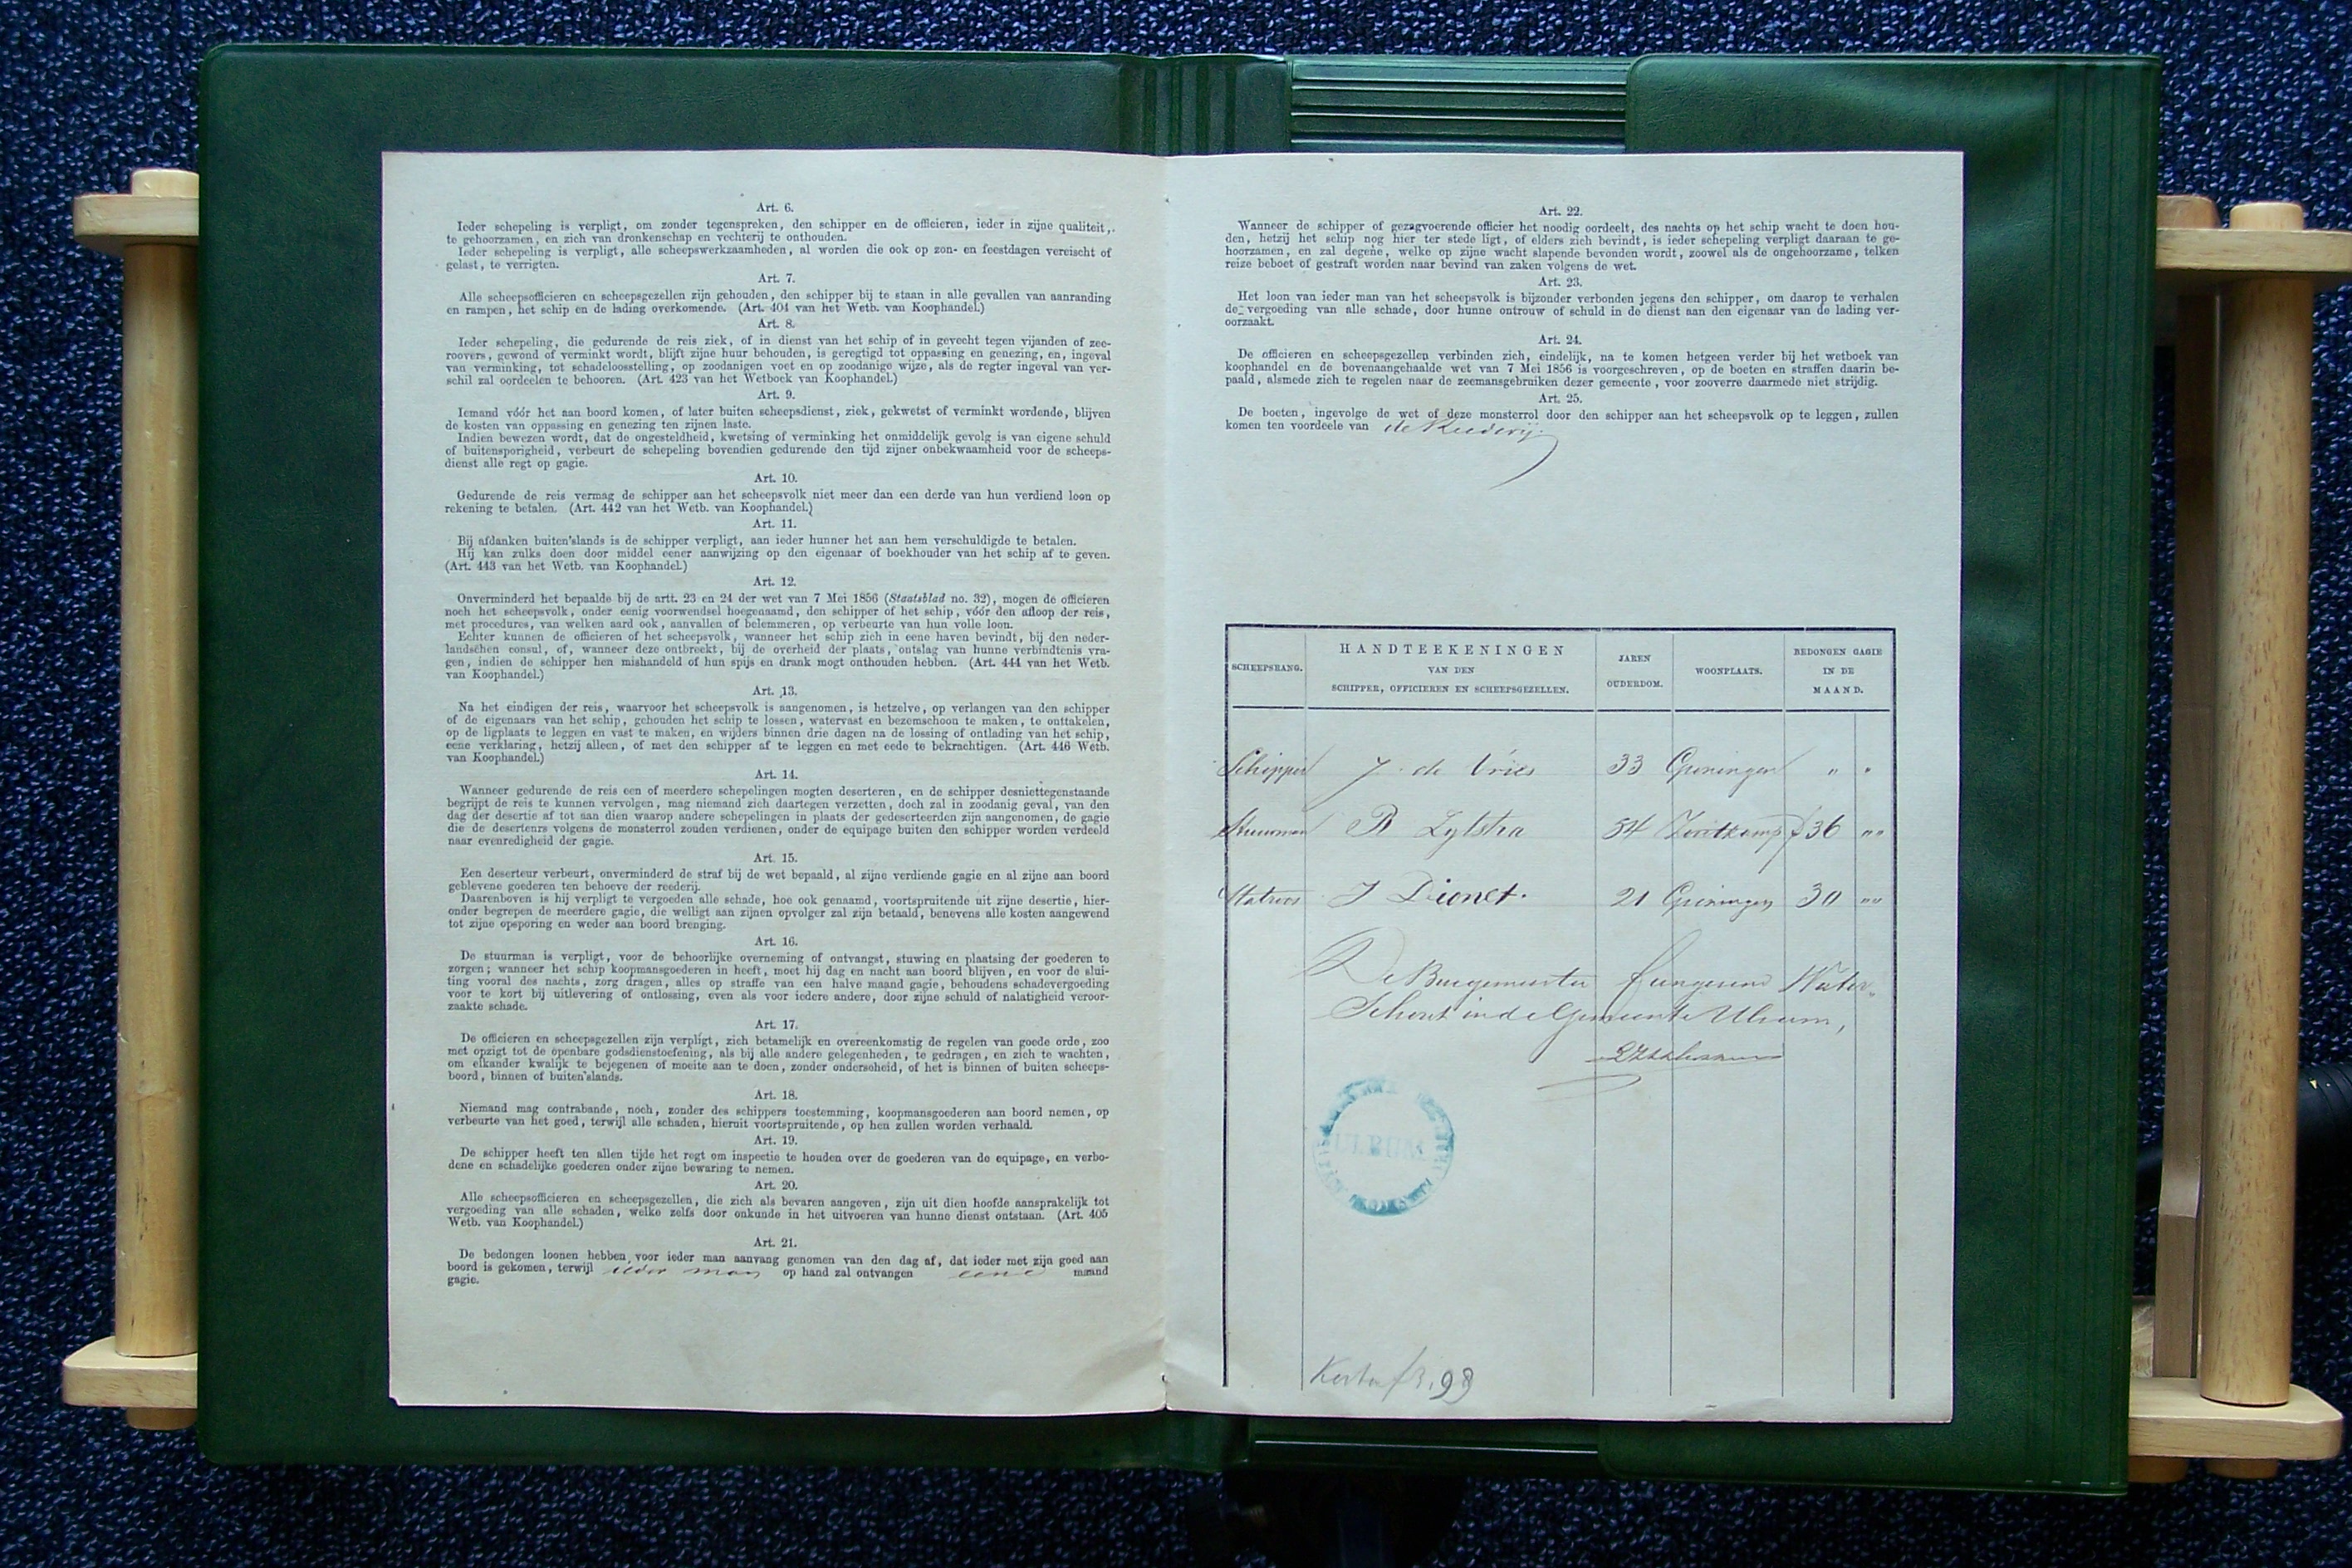 Art. 6.
Ieder schepeling is verpligt, om zonder tegenspreken, den schipper en de officieren, ieder in zijne qualiteit,
te gehoorzamen, en zich van dronkenschap en vechterij te onthouden.
Ieder schepeling is verpligt, alle scheepswerkzaamheden, al worden die ook op zon- en feestdagen vereischt of
gelast, te verrigten.
Art. 7.
Alle scheepsofficieren en scheepsgezellen zijn gehouden, den schipper bij te staan in alle gevallen van aanranding
en rampen, het schip en de lading overkomende. (Art. 404 van het Wetb. van Koophandel.)
Art. 8.
Ieder schepeling, die gedurende de reis ziek, of in dienst van het schip of in gevecht tegen vijanden of zee-
roovers, gewond of verminkt wordt, blijft zijne huur behouden, is geregtigd tot oppassing en genezing, en, ingeval
van verminking, tot schadeloosstelling, op zoodanigen voet en op zoodanige wijze, als de regter ingeval van ver-
schil zal oordeelen te behooren. (Art. 423 van het Wetboek van Koophandel.)
Art. 9.
Iemand vóór het aan boord komen, of later buiten scheepsdienst, ziek, gekwetst of verminkt wordende, blijven
de kosten van oppassing en genezing ten zijnen laste.
Indien bewezen wordt, dat de ongesteldheid, kwetsing of verminking het onmiddelijk gevolg is van eigene schuld
of buitensporigheid, verbeurt de schepeling bovendien gedurende den tijd zijner onbekwaamheid voor de scheeps-
dienst alle regt op gagie.
Art. 10.
Gedurende de reis vermag de schipper aan het scheepsvolk niet meer dan een derde van hun verdiend loon op
rekening te betalen. (Art. 442 van het Wetb. van Koophandel.)
Art. 11.
Bij afdanken buiten'slands is de schipper verpligt, aan ieder hunner het aan hem verschuldigde te betalen.
Hij kan zulks doen door middel eener aanwijzing op den eigenaar of boekhouder van het schip af te geven.
(Art. 443 van het Wetb. van Koophandel.)
Art. 12.
Onverminderd het bepaalde bij de artt. 23 en 24 der wet van 7 Mei 1856 (Staatsblad no. 32), mogen de officieren
noch het scheepsvolk, onder eenig voorwendsel hoegenaamd, den schipper of het schip, vóór den afloop der reis,
met procedures, van welken aard ook, aanvallen of belemmeren, op verbeurte van hun volle loon.
Echter kunnen de officieren of het scheepsvolk, wanneer het schip zich in eene haven bevindt, bij den neder-
landschen consul, of, wanneer deze ontbreekt, bij de overheid der plaats, ontslag van hunne verbindtenis vra-
gen, indien de schipper hen mishandeld of hun spijs en drank mogt onthouden hebben. (Art. 444 van het Wetb.
van Koophandel.)
Art. 13.
Na het eindigen der reis, waarvoor het scheepsvolk is aangenomen, is hetzelve, op verlangen van den schipper
of de eigenaars van het schip, gehouden het schip te lossen, watervast en bezemschoon te maken, te onttakelen,
op de ligplaats te leggen en vast te maken, en wijders binnen drie dagen na de lossing of ontlading van het schip,
eene verklaring, hetzij alleen, of met den schipper af te leggen en met eede te bekrachtigen. (Art. 446 Wetb.
van Koophandel.)
Art. 14.
Wanneer gedurende de reis een of meerdere schepelingen mogten deserteren, en de schipper desniettegenstaande
begrijpt de reis te kunnen vervolgen, mag niemand zich daartegen verzetten, doch zal in zoodanig geval, van den
dag der desertie af tot aan dien waarop andere schepelingen in plaats der gedeserteerden zijn aangenomen, de gagie
die de deserteurs volgens de monsterrol zouden verdienen, onder de equipage buiten den schipper worden verdeeld
naar evenredigheid der gagie.
Art. 15.
Een deserteur verbeurt, onverminderd de straf bij de wet bepaald, al zijne verdiende gagie en al zijne aan boord
geblevene goederen ten behoeve der reederij.
Daarenboven is hij verpligt te vergoeden alle schade, hoe ook genaamd, voortspruitende uit zijne desertie, hier-
onder begrepen de meerdere gagie, die welligt aan zijnen opvolger zal zijn betaald, benevens alle kosten aangewend
tot zijne opsporing en weder aan boord brenging.
Art. 16.
De stuurman is verpligt, voor de behoorlijke overneming of ontvangst, stuwing en plaatsing der goederen te
zorgen; wanneer het schip koopmansgoederen in heeft, moet hij dag en nacht aan boord blijven, en voor de slui-
ting vooral des nachts, zorg dragen, alles op straffe van een halve maand gagie, behoudens schadevergoeding
voor te kort bij uitlevering of ontlossing, even als voor iedere andere, door zijne schuld of nalatigheid veroor-
zaakte schade.
Art. 17.
De officieren en scheepsgezellen zijn verpligt, zich betamelijk en overeenkomstig de regelen van goede orde, zoo
met opzigt tot de openbare godsdienstoefening, als bij alle andere gelegenheden, te gedragen, en zich te wachten,
om elkander kwalijk te bejegenen of moeite aan te doen, zonder onderscheid, of het is binnen of buiten scheeps-
boord, binnen of buiten'slands.
Art. 18.
Niemand mag contrabande, noch, zonder des schippers toestemming, koopmansgoederen aan boord nemen, op
verbeurte van het goed, terwijl alle schaden, hieruit voortspruitende, op hen zullen worden verhaald.
Art. 19.
De schipper heeft ten allen tijde het regt om inspectie te houden over de goederen van de equipage, en verbo-
dene en schadelijke goederen onder zijne bewaring te nemen.
Art. 20.
Alle scheepsofficieren en scheepsgezellen, die zich als bevaren aangeven, zijn uit dien hoofde aansprakelijk tot
vergoeding van alle schaden, welke zelfs door onkunde in het uitvoeren van hunne dienst ontstaan. (Art. 405
Wetb. van Koophandel.)
Art. 21.
De bedongen loonen hebben voor ieder man aanvang genomen van den dag af, dat ieder met zijn goed aan
boord is gekomen, terwijl ieder man op hand zal ontvangen eene maand
gagie.
Art. 22.
Wanneer de schipper of gezagvoerende officier het noodig oordeelt, des nachts op het schip wacht te doen hou-
den, hetzij het schip nog hier ter stede ligt, of elders zich bevindt, is ieder schepeling verpligt daaraan te ge-
hoorzamen, en zal degene, welke op zijne wacht slapende bevonden wordt, zoowel als de ongehoorzame, telken
reize beboet of gestraft worden naar bevind van zaken volgens de wet.
Art. 23.
Het loon van ieder man van het scheepsvolk is bijzonder verbonden jegens den schipper, om daarop te verhalen
de vergoeding van alle schade, door hunne ontrouw of schuld in de dienst aan den eigenaar van de lading ver-
oorzaakt.
Art. 24.
De officieren en scheepsgezellen verbinden zich, eindelijk, na te komen hetgeen verder bij het wetboek van
koophandel en de bovenaangehaalde wet van 7 Mei 1856 is voorgeschreven, op de boeten en straffen daarin be-
paald, alsmede zich te regelen naar de zeemansgebruiken dezer gemeente, voor zooverre daarmede niet strijdig.
Art. 25.
De boeten, ingevolge de wet of deze monsterrol door den schipper aan het scheepsvolk op te leggen, zullen
komen ten voordeele van de Reederij.
SCHEEPSRANG. HANDTEEKENINGEN VAN DEN SCHIPPER, OFFICIEREN EN SCHEEPSGEZELLEN. JAREN OUDERDOM. WOONPLAATS. BEDONGEN GAGIE IN DE MAAND.
Schipper J. de Vries 33 Groningen " "
Stuurman B Zylstra 54 Zoutkamp f 36 ""
Matroos J Dionet. 21 Groningen 30 ""
De Burgemeester fungerend Water-
Schout in de Gemeente Ulrum,
ULRUM
Kosten f 3,98